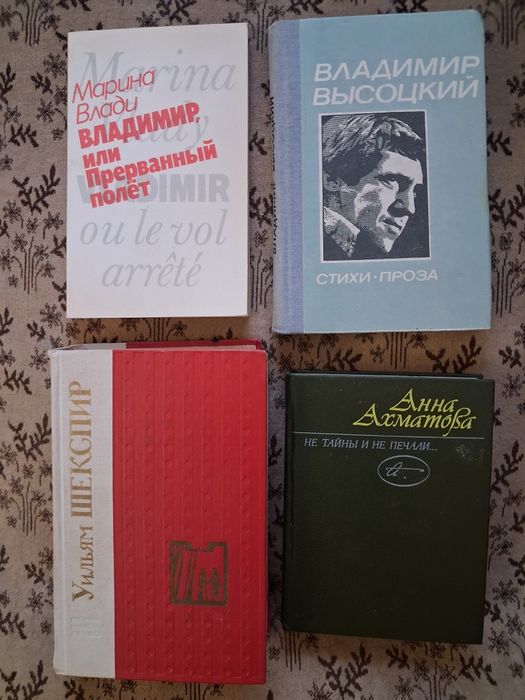 Marina
Vlady
VLADIMIR
ou le vol
arrêté
Марина
Влади
ВЛАДИМИР,
или
Прерванный
полёт
ВЛАДИМИР
ВЫСОЦКИЙ
СТИХИ • ПРОЗА
Уильям ШЕКСПИР
Анна
Ахматова
НЕ ТАЙНЫ И НЕ ПЕЧАЛИ...